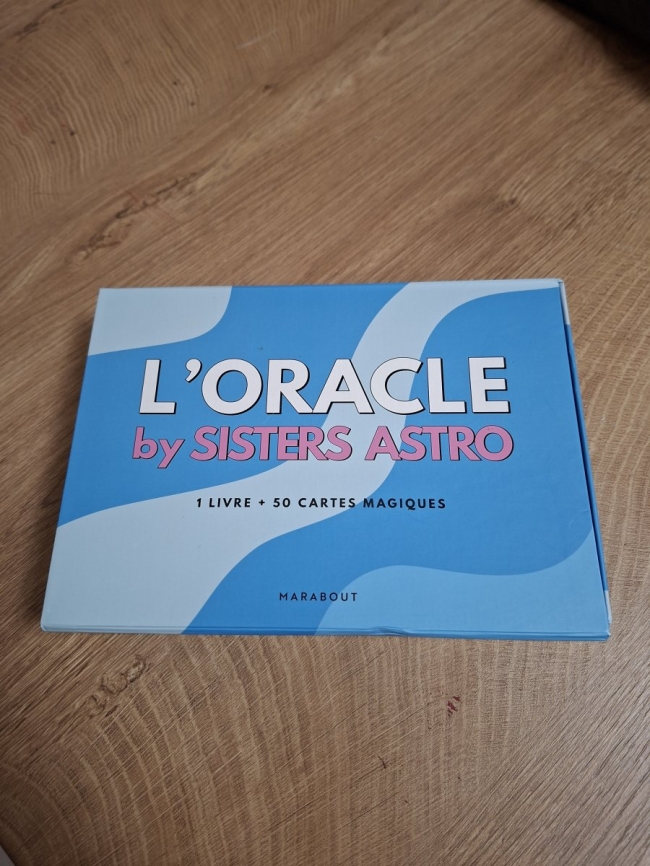 L'ORACLE
by SISTERS ASTRO
1 LIVRE + 50 CARTES MAGIQUES
MARABOUT